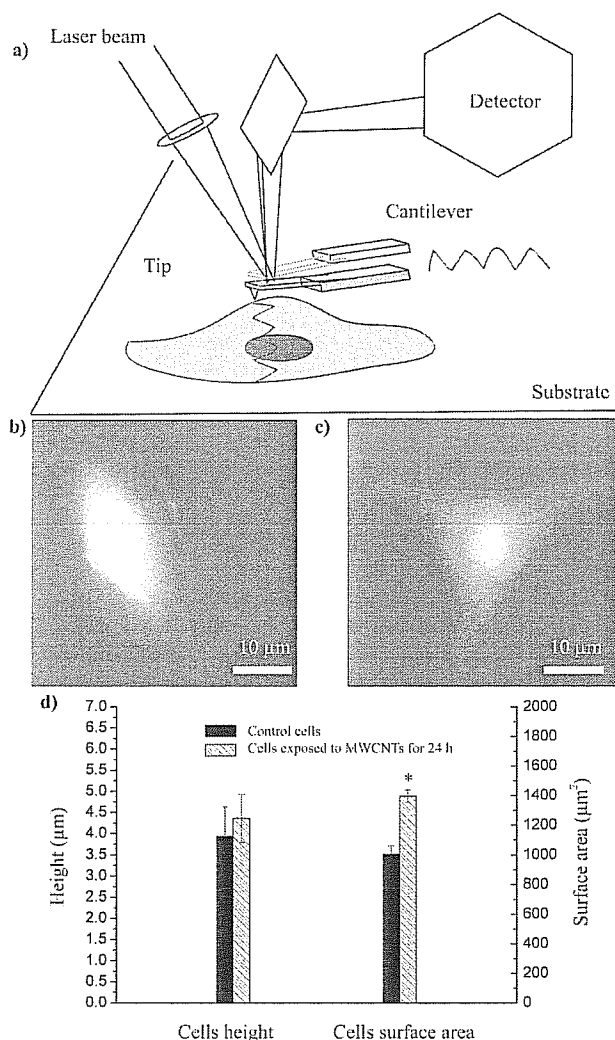 a)
Laser beam
Detector
Cantilever
Tip
Substrate
b)
c)
10 µm
10 µm
d)
7.0
6.5
6.0
5.5
5.0
4.5
4.0
3.5
3.0
2.5
2.0
1.5
1.0
0.5
0.0
Height (µm)
Control cells
Cells exposed to MWCNTs for 24 h
*
2000
1800
1600
1400
1200
1000
800
600
400
200
0
Surface area (µm²)
Cells height
Cells surface area